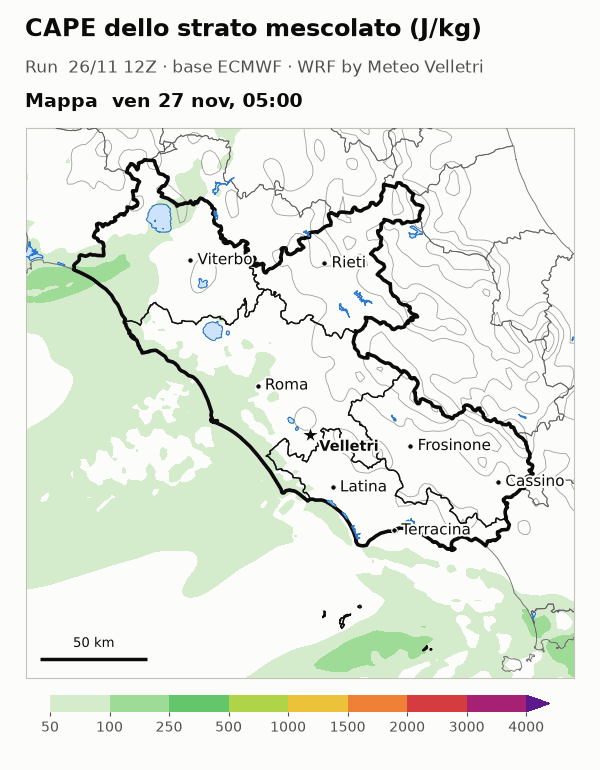 CAPE dello strato mescolato (J/kg)
Run  26/11 12Z · base ECMWF · WRF by Meteo Velletri
Mappa  ven 27 nov, 05:00
Viterbo
Rieti
Roma
Velletri
Frosinone
Cassino
Latina
Terracina
50 km
50 100 250 500 1000 1500 2000 3000 4000